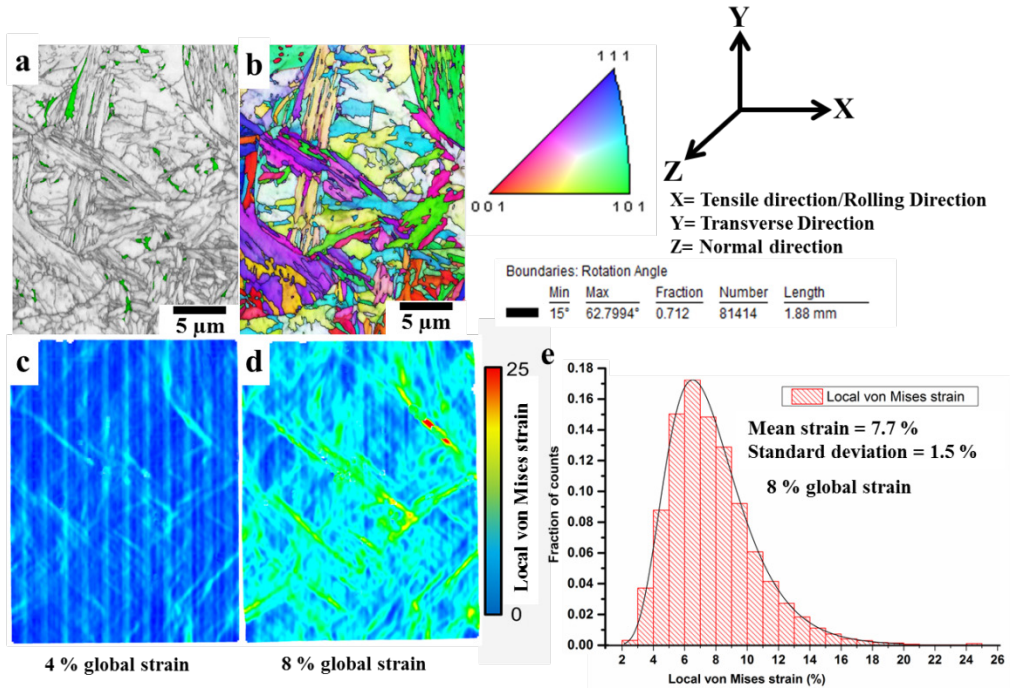 a
b
5 µm
5 µm
111
001
101
Y
X
Z
X= Tensile direction/Rolling Direction
Y= Transverse Direction
Z= Normal direction
Boundaries: Rotation Angle
Min Max Fraction Number Length
15° 62.7994° 0.712 81414 1.88 mm
c
d
25
Local von Mises strain
0
4 % global strain
8 % global strain
e
Local von Mises strain
Mean strain = 7.7 %
Standard deviation = 1.5 %
8 % global strain
Fraction of counts
0.18
0.16
0.14
0.12
0.10
0.08
0.06
0.04
0.02
0.00
2 4 6 8 10 12 14 16 18 20 22 24 26
Local von Mises strain (%)